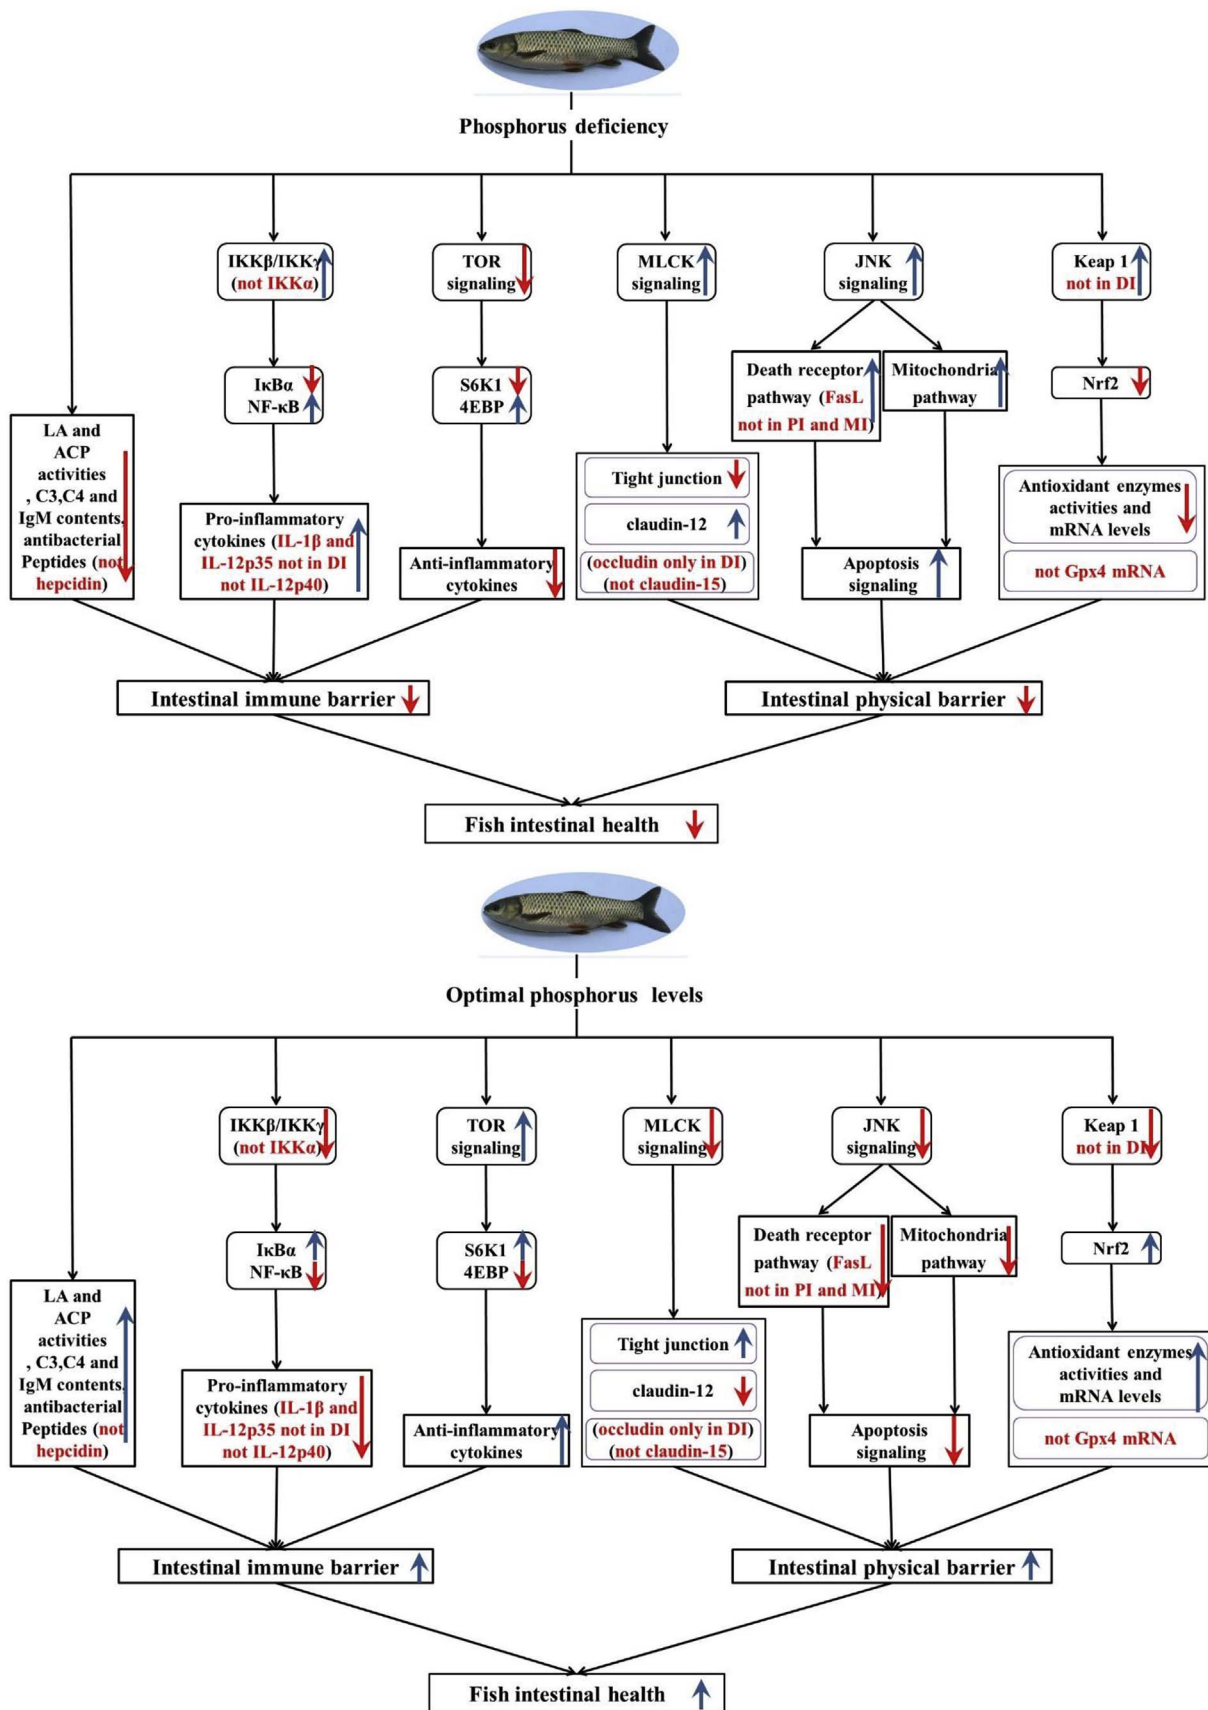 Phosphorus deficiency
IKKβ/IKKγ
(not IKKα)
TOR
signaling
MLCK
signaling
JNK
signaling
Keap 1
not in DI
IκBα
NF-κB
S6K1
4EBP
Death receptor
pathway (FasL
not in PI and MI)
Mitochondria
pathway
Nrf2
LA and
ACP
activities
, C3,C4 and
IgM contents,
antibacterial
Peptides (not
hepcidin)
Pro-inflammatory
cytokines (IL-1β and
IL-12p35 not in DI
not IL-12p40)
Anti-inflammatory
cytokines
Tight junction
claudin-12
(occludin only in DI)
(not claudin-15)
Apoptosis
signaling
Antioxidant enzymes
activities and
mRNA levels
not Gpx4 mRNA
Intestinal immune barrier
Intestinal physical barrier
Fish intestinal health
Optimal phosphorus levels
IKKβ/IKKγ
(not IKKα)
TOR
signaling
MLCK
signaling
JNK
signaling
Keap 1
not in DI
IκBα
NF-κB
S6K1
4EBP
Death receptor
pathway (FasL
not in PI and MI)
Mitochondria
pathway
Nrf2
LA and
ACP
activities
, C3,C4 and
IgM contents,
antibacterial
Peptides (not
hepcidin)
Pro-inflammatory
cytokines (IL-1β and
IL-12p35 not in DI
not IL-12p40)
Anti-inflammatory
cytokines
Tight junction
claudin-12
(occludin only in DI)
(not claudin-15)
Apoptosis
signaling
Antioxidant enzymes
activities and
mRNA levels
not Gpx4 mRNA
Intestinal immune barrier
Intestinal physical barrier
Fish intestinal health